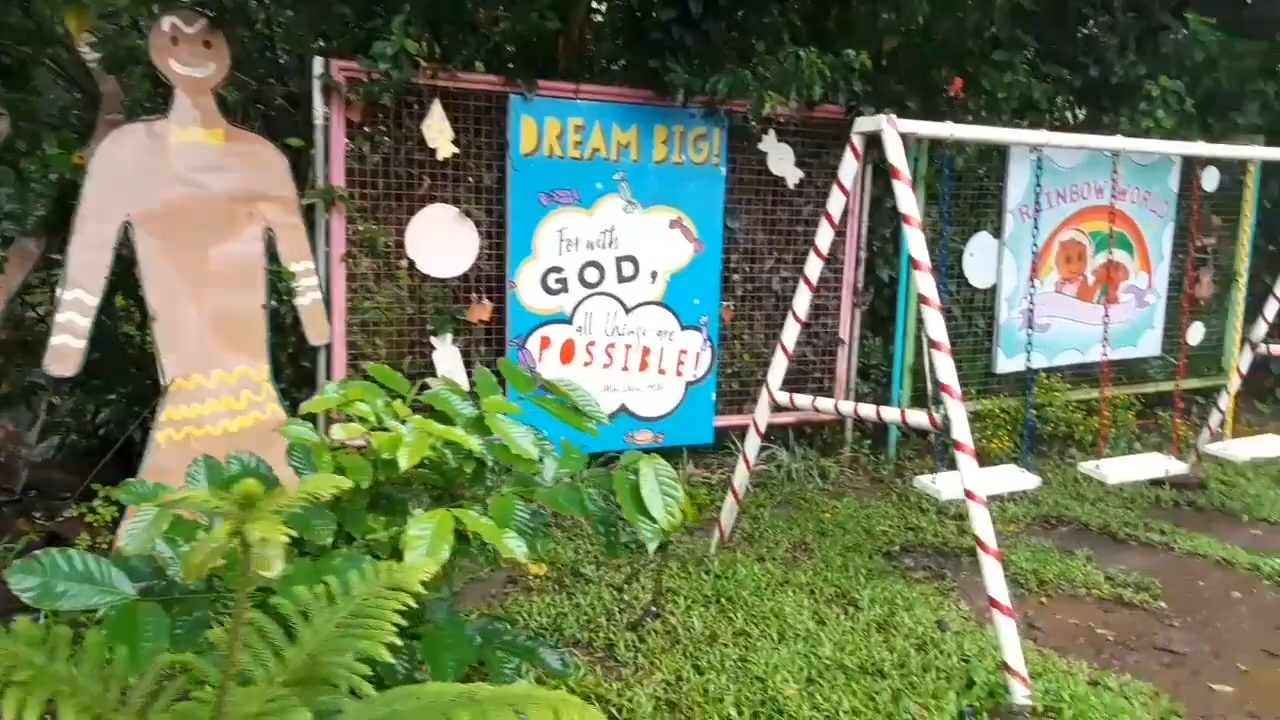 DREAM BIG!
For with
GOD,
all things are
POSSIBLE!
RAINBOW WORLD